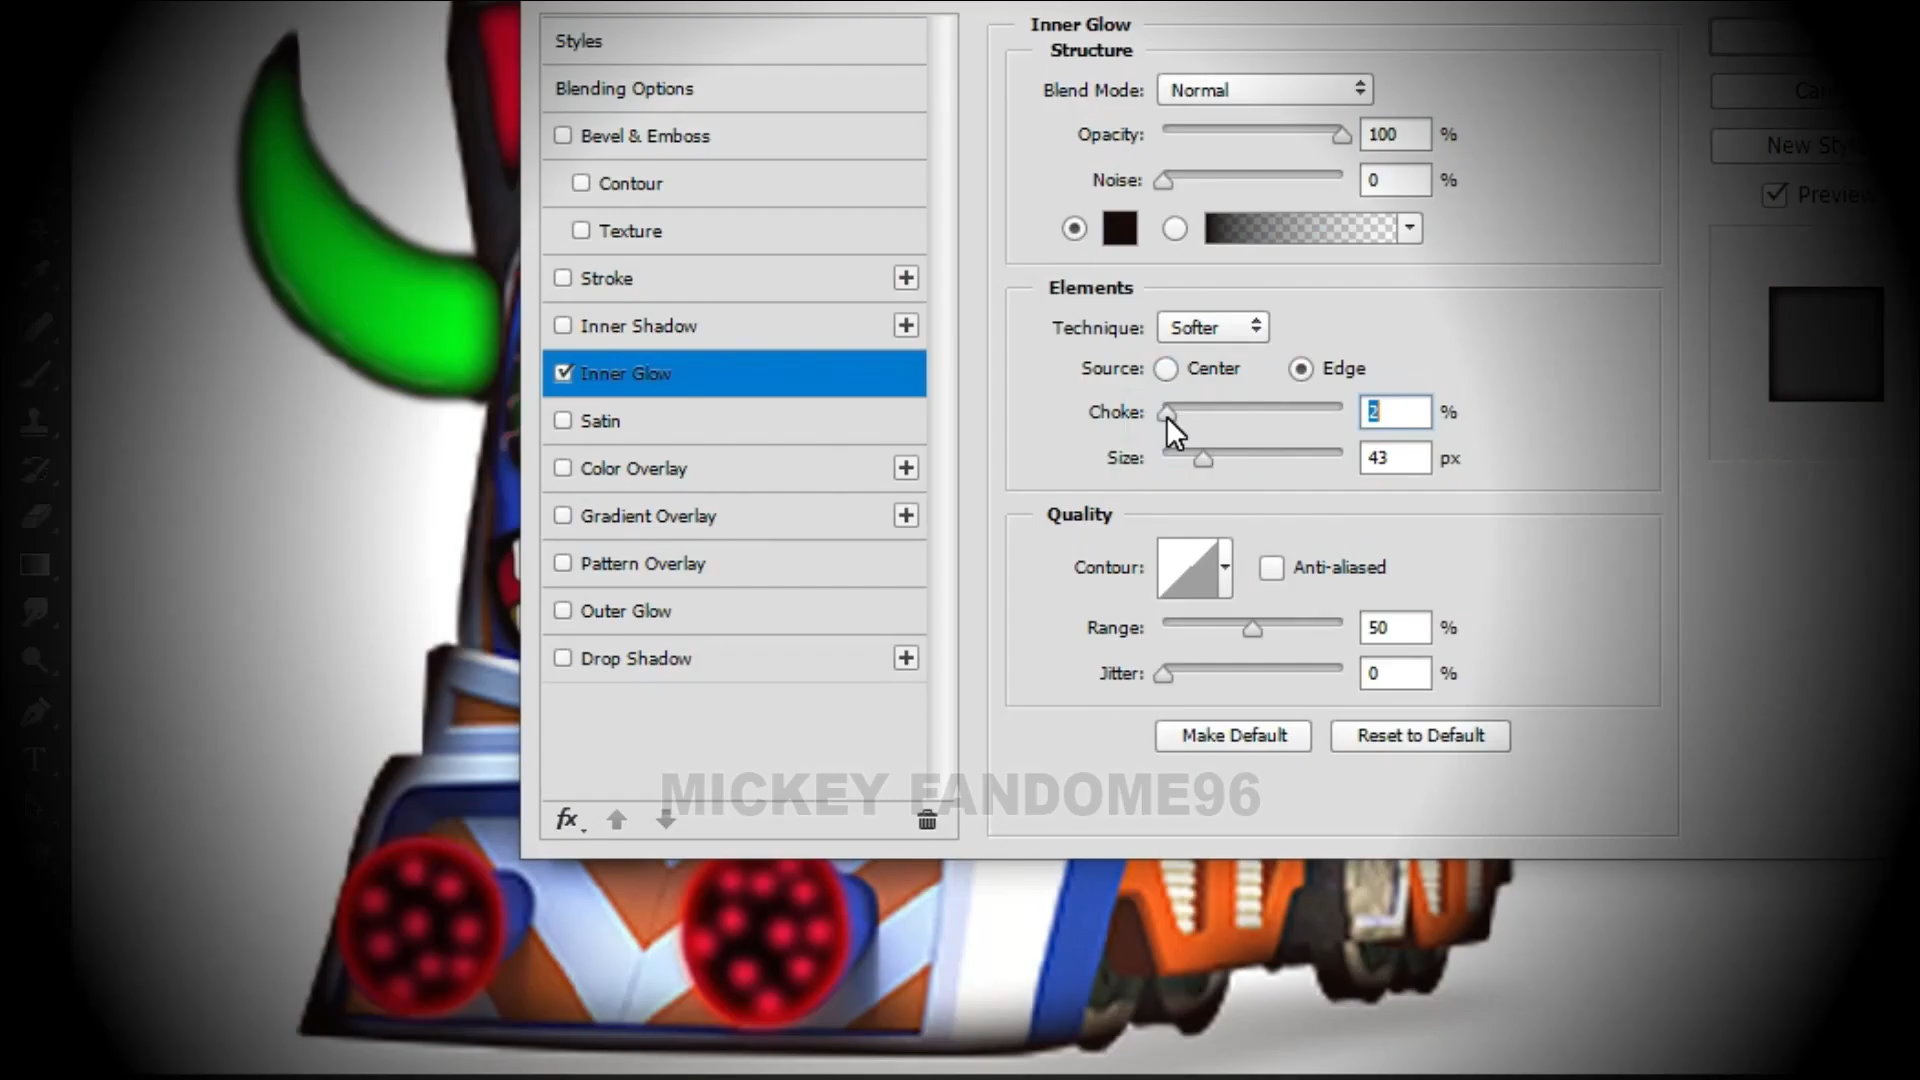 Inner Glow
Structure
Styles
Blending Options
Bevel & Emboss
Contour
Texture
Stroke
Inner Shadow
Inner Glow
Satin
Color Overlay
Gradient Overlay
Pattern Overlay
Outer Glow
Drop Shadow
fx
Blend Mode: Normal
Opacity: 100 %
Noise: 0 %
Elements
Technique: Softer
Source: Center Edge
Choke: 2 %
Size: 43 px
Quality
Contour: Anti-aliased
Range: 50 %
Jitter: 0 %
Make Default Reset to Default
New
Preview
MICKEY FANDOME96